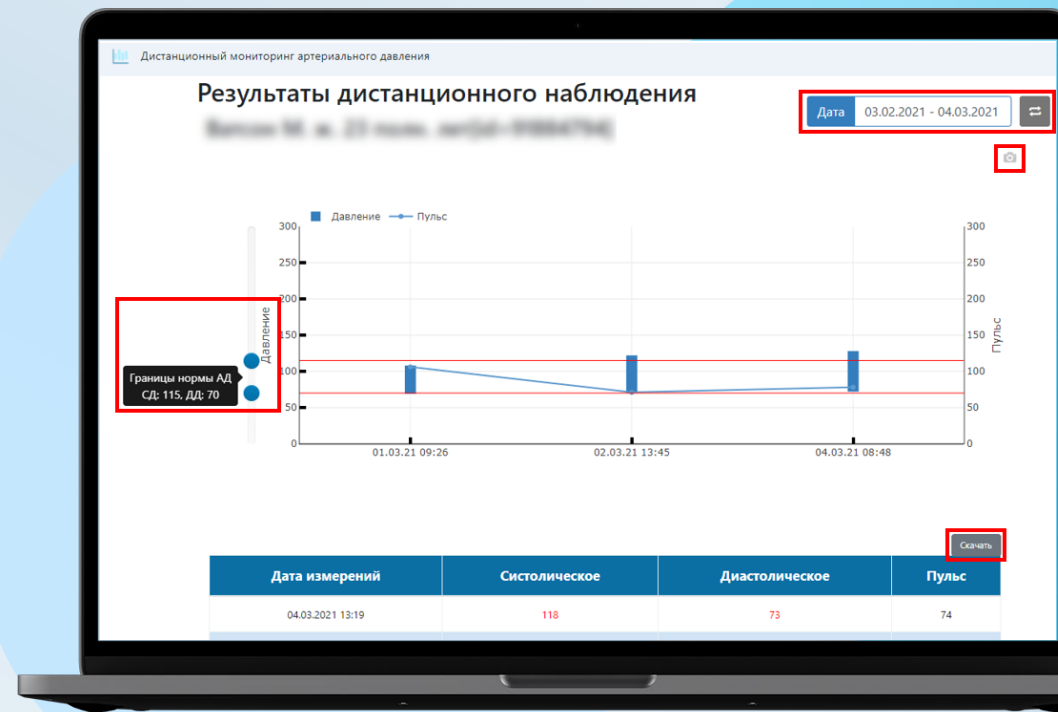 Дистанционный мониторинг артериального давления
Результаты дистанционного наблюдения
Дата 03.02.2021 - 04.03.2021
Давление Пульс
300 300
250 250
200 200
150 150
100 100
50 50
0 0
Давление
Пульс
Границы нормы АД
СД: 115, ДД: 70
01.03.21 09:26 02.03.21 13:45 04.03.21 08:48
Скачать
Дата измерений Систолическое Диастолическое Пульс
04.03.2021 13:19 118 73 74